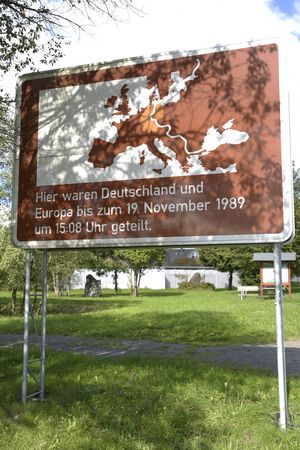 Hier waren Deutschland und
Europa bis zum 19. November 1989
um 15:08 Uhr geteilt.